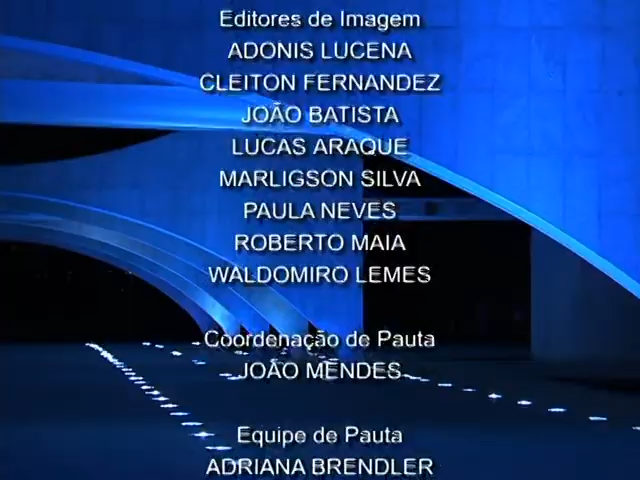 Editores de Imagem
ADONIS LUCENA
CLEITON FERNANDEZ
JOÃO BATISTA
LUCAS ARAQUE
MARLIGSON SILVA
PAULA NEVES
ROBERTO MAIA
WALDOMIRO LEMES
Coordenação de Pauta
JOÃO MENDES
Equipe de Pauta
ADRIANA BRENDLER